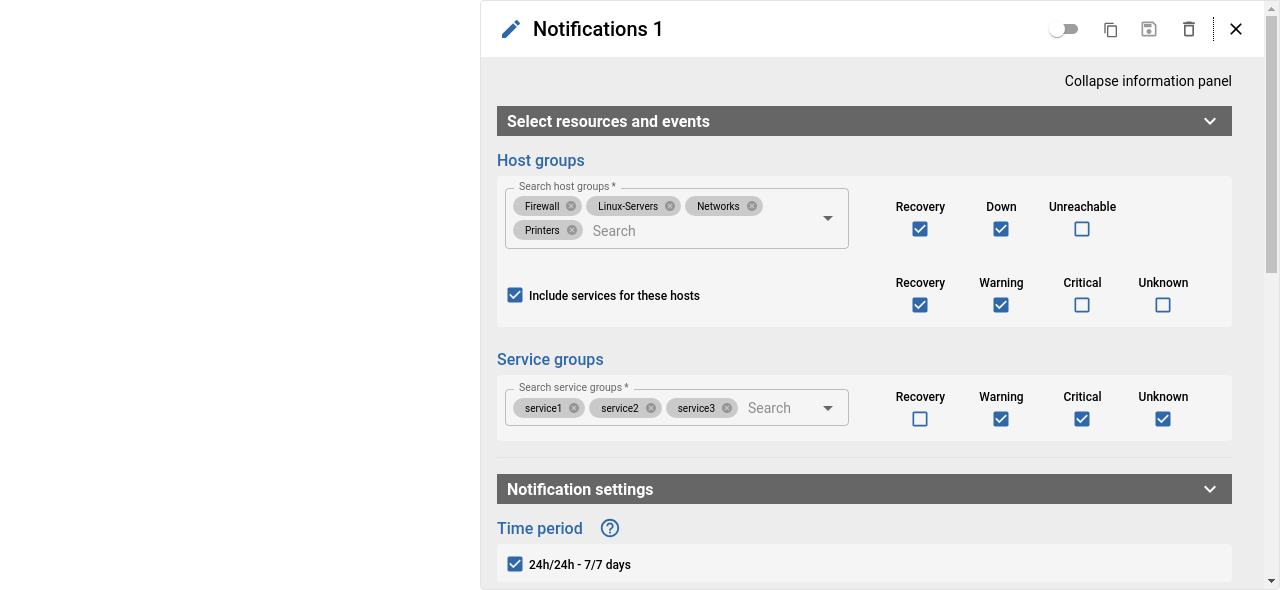 Notifications 1
Collapse information panel
Select resources and events
Host groups
Search host groups *
Firewall Linux-Servers Networks
Printers Search
Recovery Down Unreachable
Include services for these hosts
Recovery Warning Critical Unknown
Service groups
Search service groups *
service1 service2 service3 Search
Recovery Warning Critical Unknown
Notification settings
Time period ?
24h/24h - 7/7 days